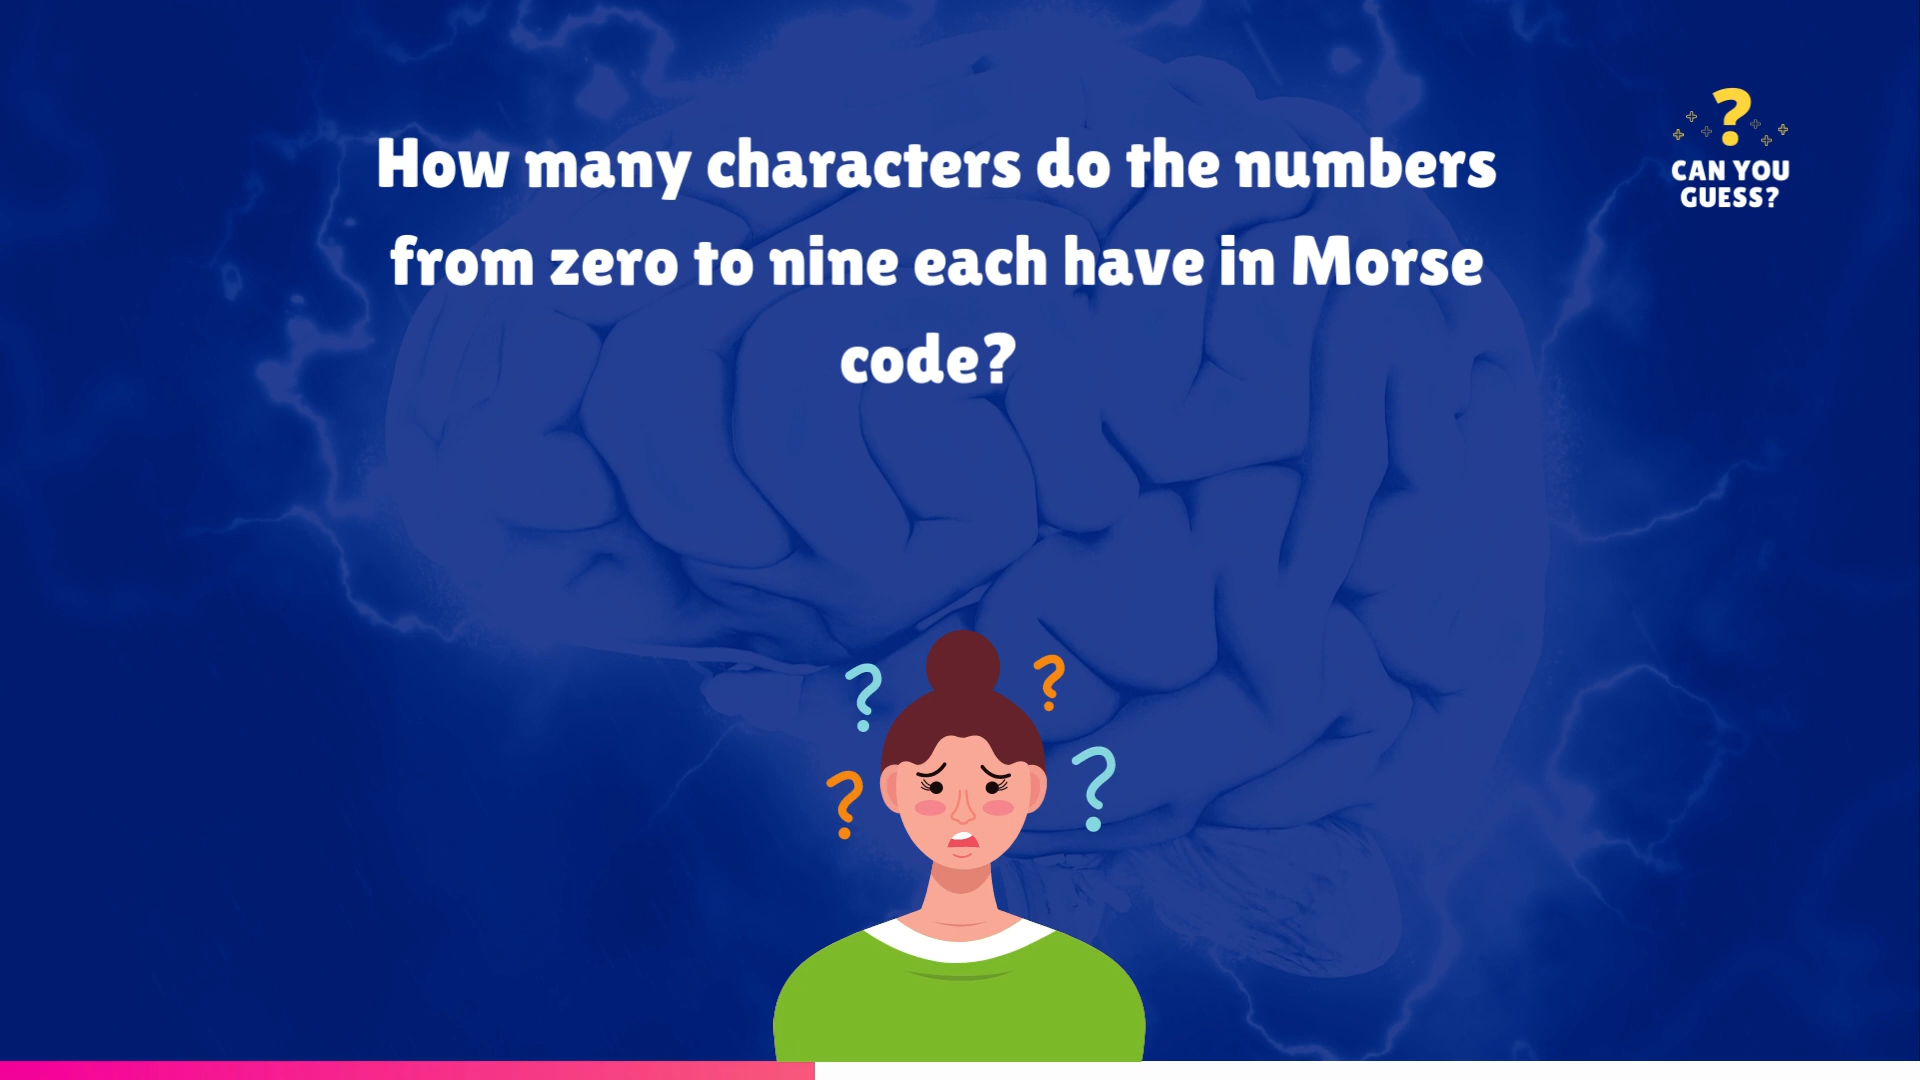 How many characters do the numbers
from zero to nine each have in Morse
code?
?
CAN YOU
GUESS?
? ?
? ?